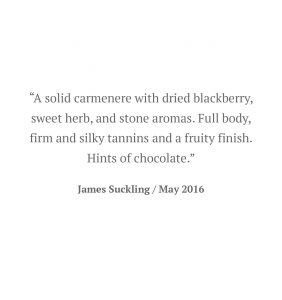 “A solid carmenere with dried blackberry,
sweet herb, and stone aromas. Full body,
firm and silky tannins and a fruity finish.
Hints of chocolate.”
James Suckling / May 2016